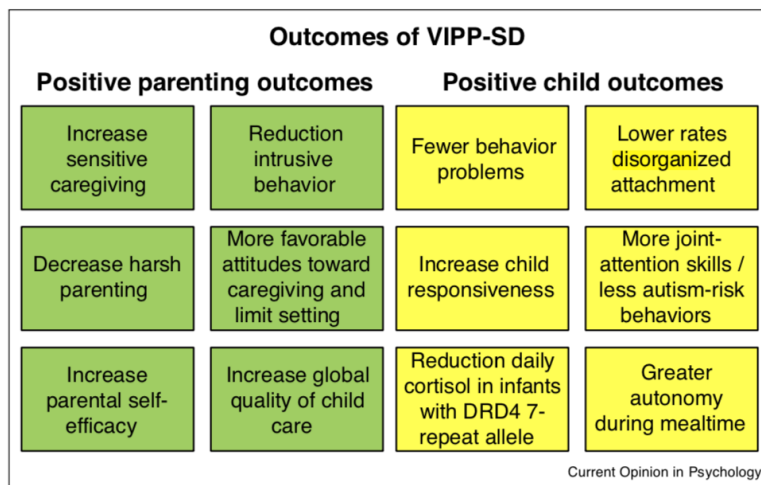 Outcomes of VIPP-SD
Positive parenting outcomes
Positive child outcomes
Increase
sensitive
caregiving
Reduction
intrusive
behavior
Fewer behavior
problems
Lower rates
disorganized
attachment
Decrease harsh
parenting
More favorable
attitudes toward
caregiving and
limit setting
Increase child
responsiveness
More joint-
attention skills /
less autism-risk
behaviors
Increase
parental self-
efficacy
Increase global
quality of child
care
Reduction daily
cortisol in infants
with DRD4 7-
repeat allele
Greater
autonomy
during mealtime
Current Opinion in Psychology